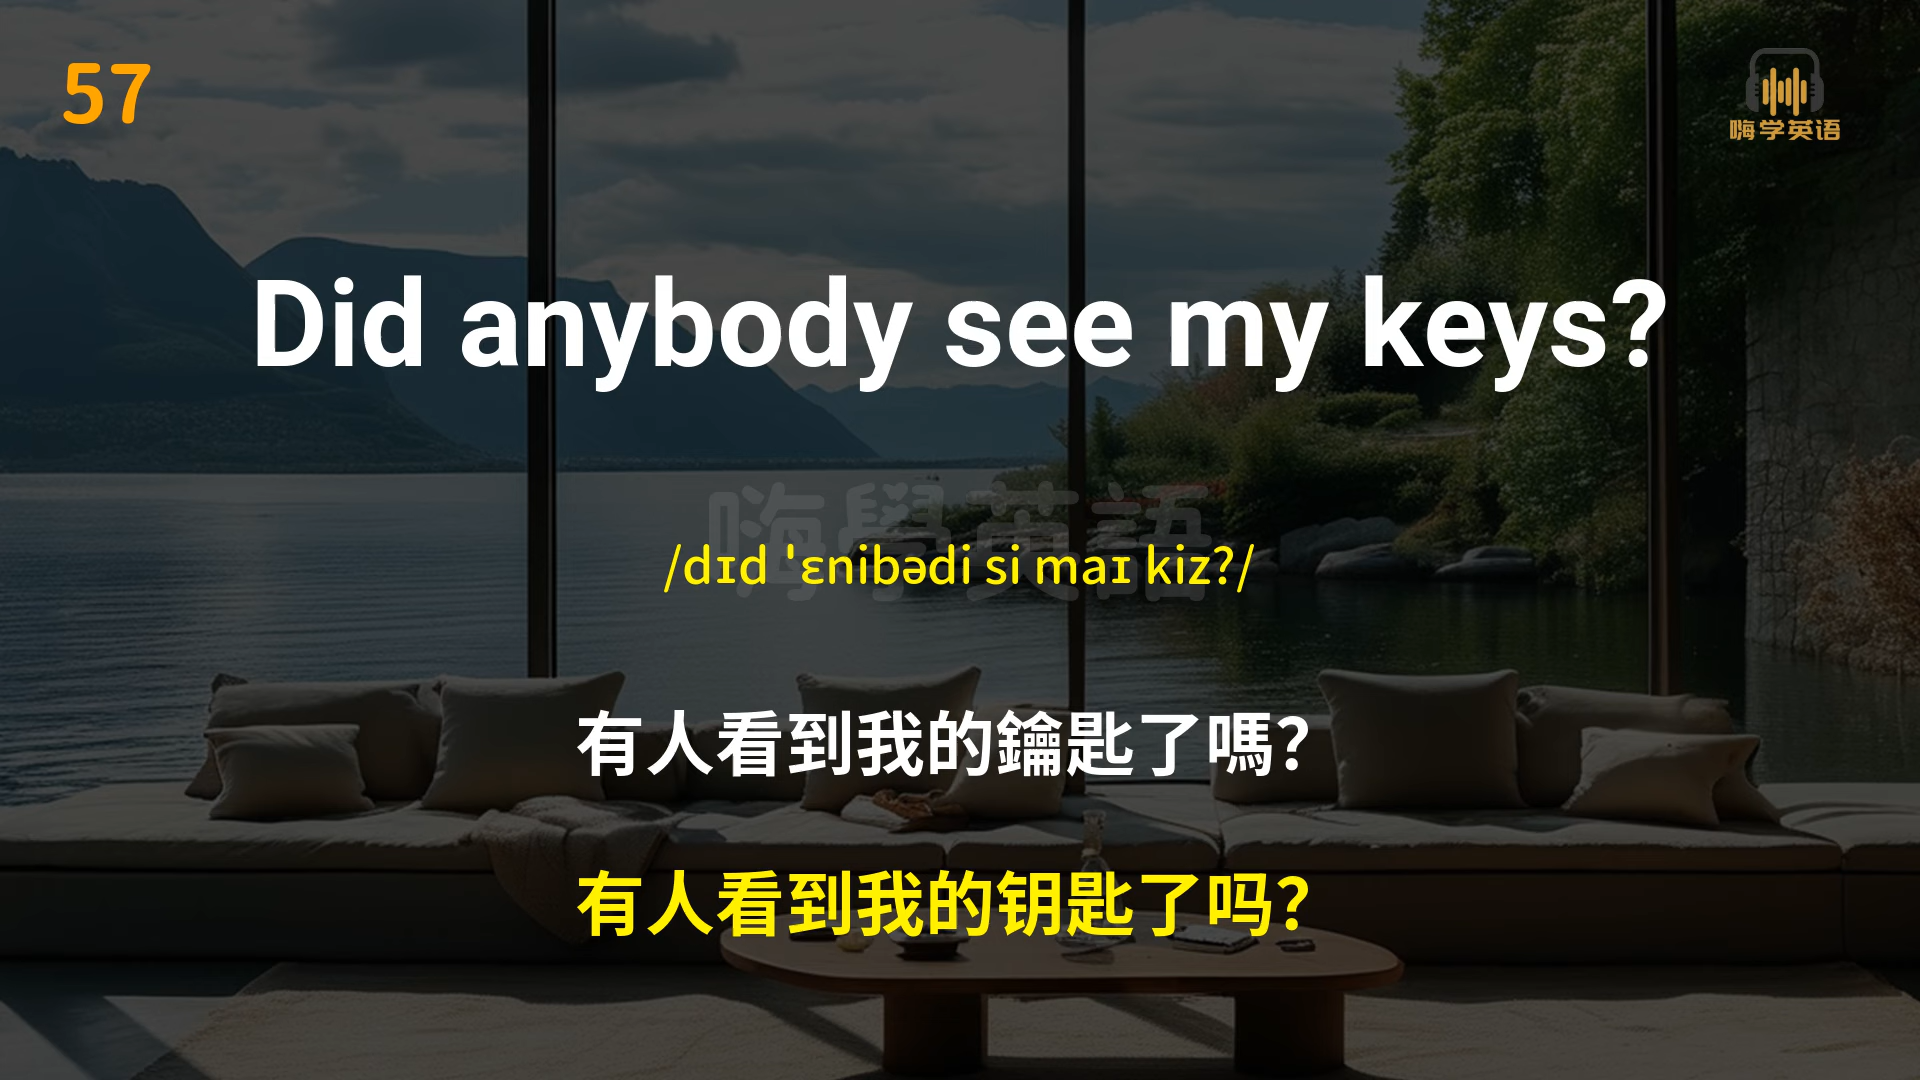 57
嗨学英语
Did anybody see my keys?
嗨學英語
/dɪd ˈɛnibədi si maɪ kiz?/
有人看到我的鑰匙了嗎?
有人看到我的钥匙了吗?